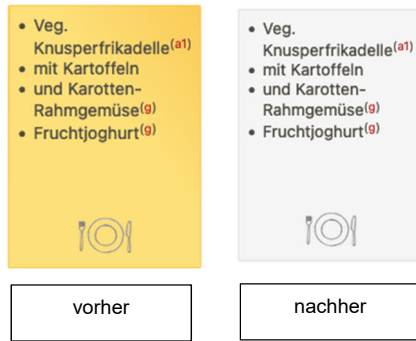 • Veg.
Knusperfrikadelle(a1)
• mit Kartoffeln
• und Karotten-
Rahmgemüse(g)
• Fruchtjoghurt(g)
vorher
• Veg.
Knusperfrikadelle(a1)
• mit Kartoffeln
• und Karotten-
Rahmgemüse(g)
• Fruchtjoghurt(g)
nachher